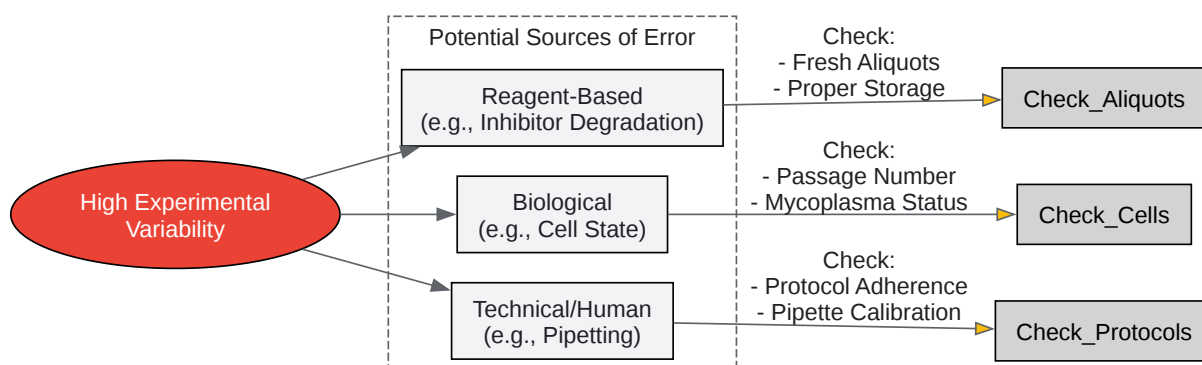 High Experimental
Variability
Potential Sources of Error
Reagent-Based
(e.g., Inhibitor Degradation)
Biological
(e.g., Cell State)
Technical/Human
(e.g., Pipetting)
Check:
- Fresh Aliquots
- Proper Storage
Check_Aliquots
Check:
- Passage Number
- Mycoplasma Status
Check_Cells
Check:
- Protocol Adherence
- Pipette Calibration
Check_Protocols